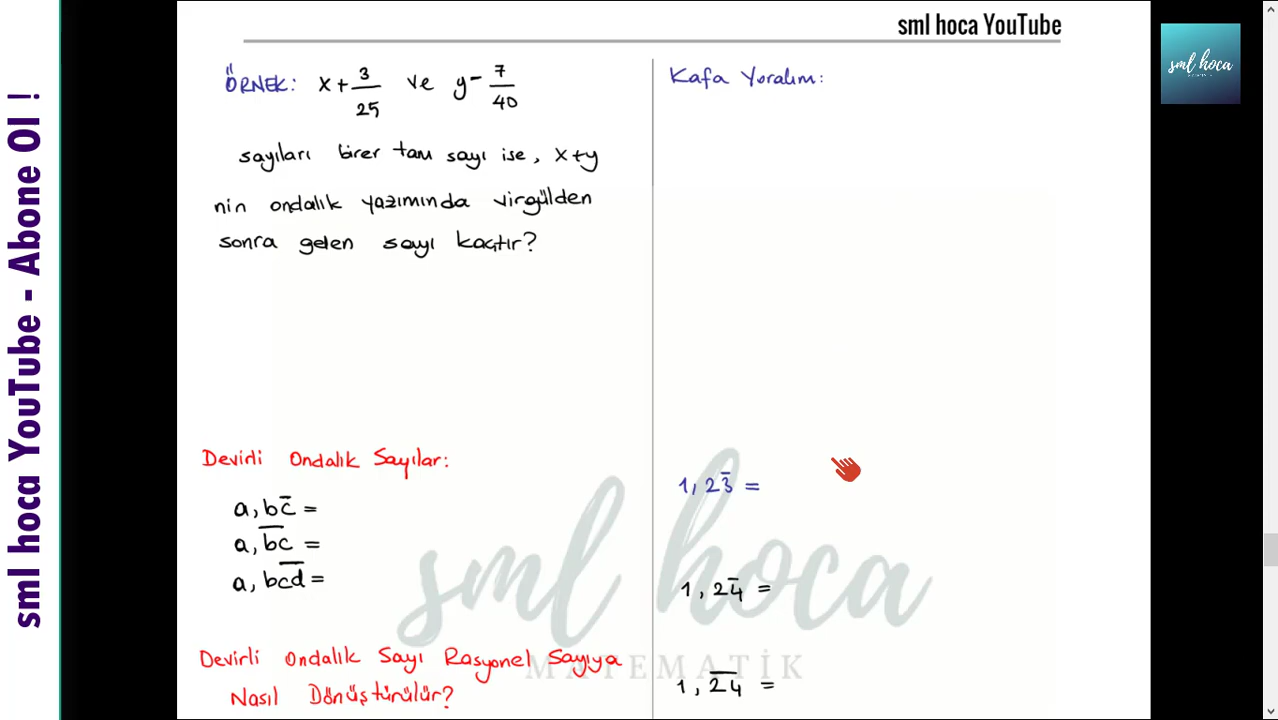 sml hoca YouTube
sml hoca YouTube - Abone Ol !
sml hoca
MATEMATİK
ÖRNEK: x + 3/25 ve y - 7/40
sayıları birer tam sayı ise, x+y
nin ondalık yazımında virgülden
sonra gelen sayı kaçtır?
Devirli Ondalık Sayılar:
a,bc̅ =
a,b̅c̅ =
a,bc̅d̅ =
Devirli Ondalık Sayı Rasyonel Sayıya
Nasıl Dönüştürülür?
Kafa Yoralım:
1,23̅ =
1,24̅ =
1,2̅4̅ =
sml hoca
MATEMATİK